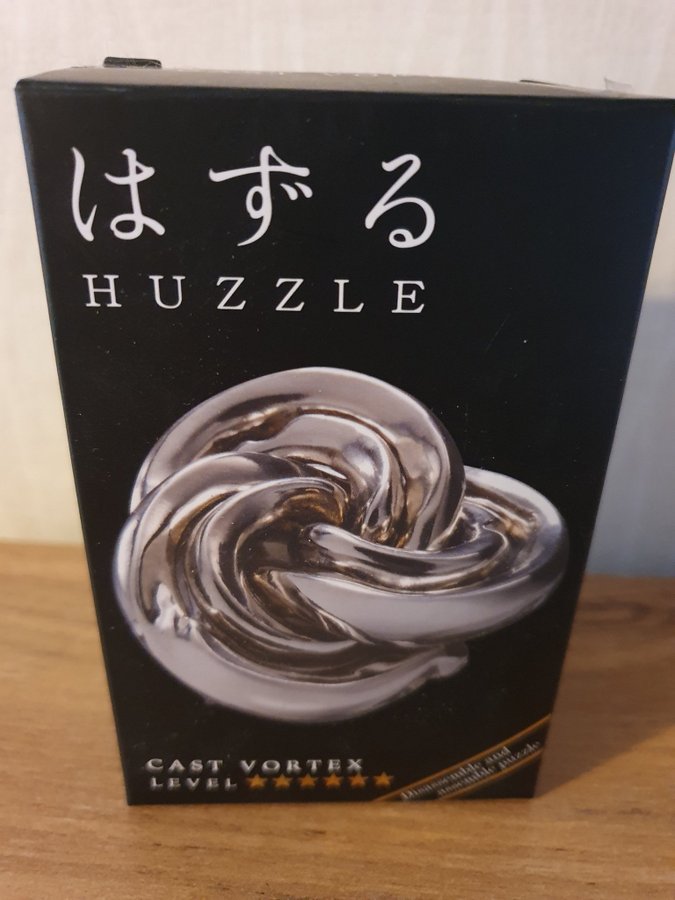 はずる
HUZZLE
CAST VORTEX
LEVEL ★★★★★★
Disassemble and
assemble puzzle